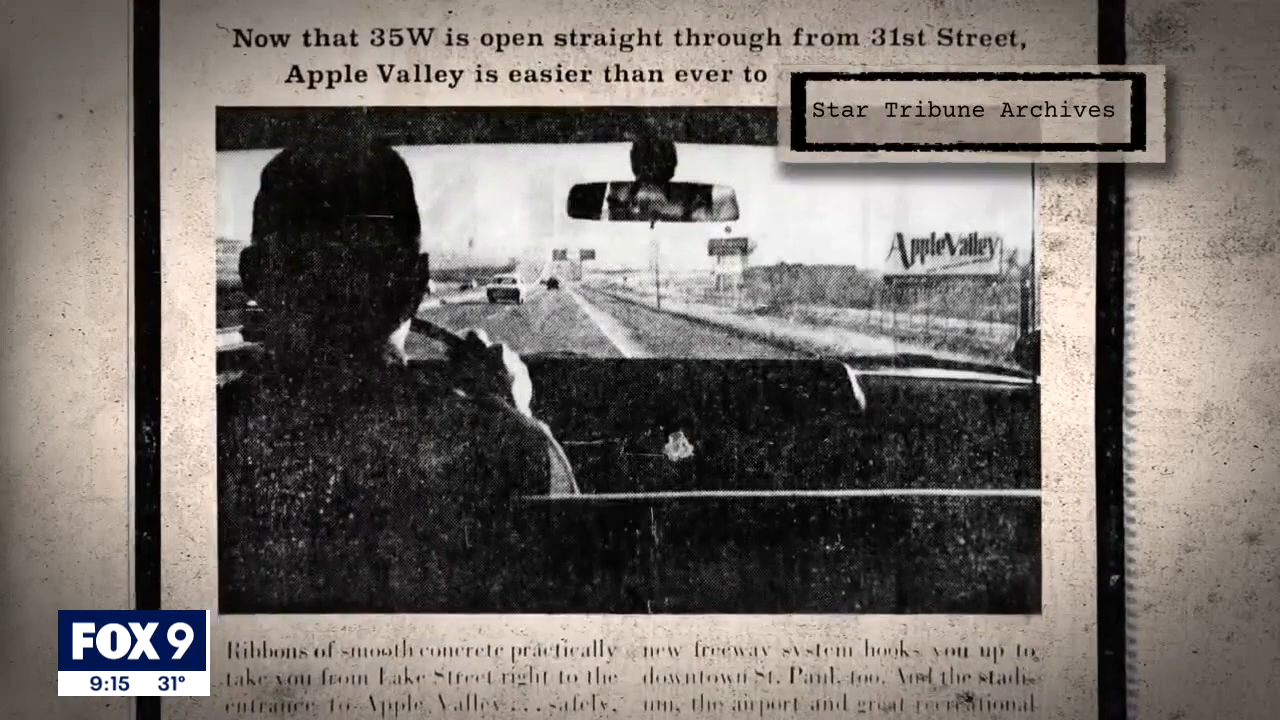 Now that 35W is open straight through from 31st Street,
Apple Valley is easier than ever to
Star Tribune Archives
AppleValley
Ribbons of smooth concrete practically
take you from Lake Street right to the
entrance to Apple Valley . . . safely,
new freeway system hooks you up to
downtown St. Paul, too. And the stadi-
um, the airport and great recreational
FOX 9
9:15 31°